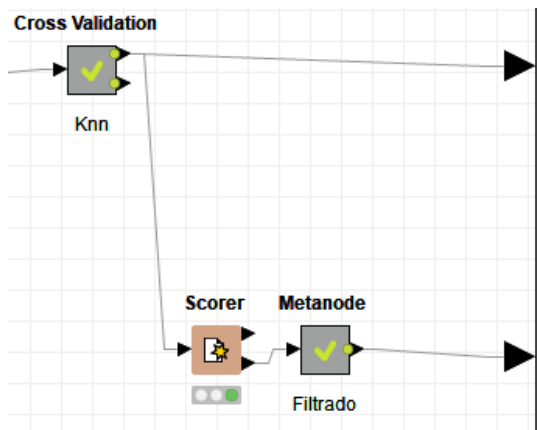 Cross Validation
Knn
Scorer
Metanode
Filtrado